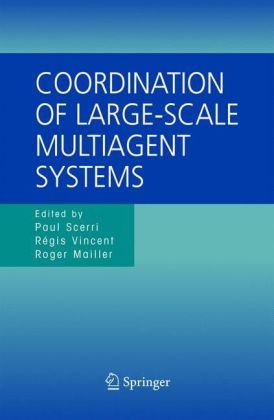 COORDINATION
OF LARGE-SCALE
MULTIAGENT
SYSTEMS
Edited by
Paul Scerri
Régis Vincent
Roger Mailler
Springer